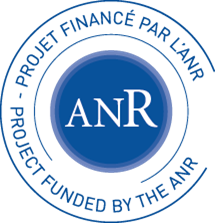 - PROJET FINANCÉ PAR L'ANR
- PROJECT FUNDED BY THE ANR
ANR